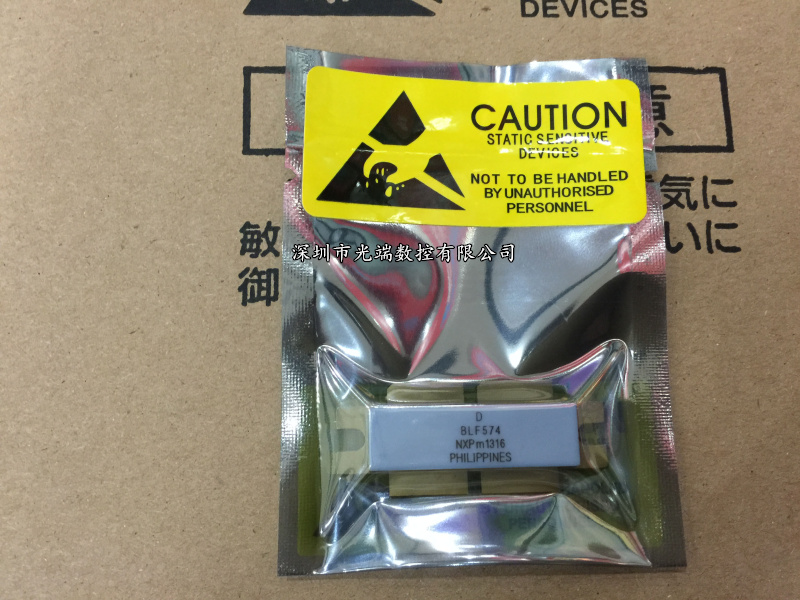 DEVICES
意
CAUTION
STATIC SENSITIVE
DEVICES
NOT TO BE HANDLED
BY UNAUTHORISED
PERSONNEL
気に
敏
いに
御
深圳市光端数控有限公司
D
BLF574
NXPm1316
PHILIPPINES